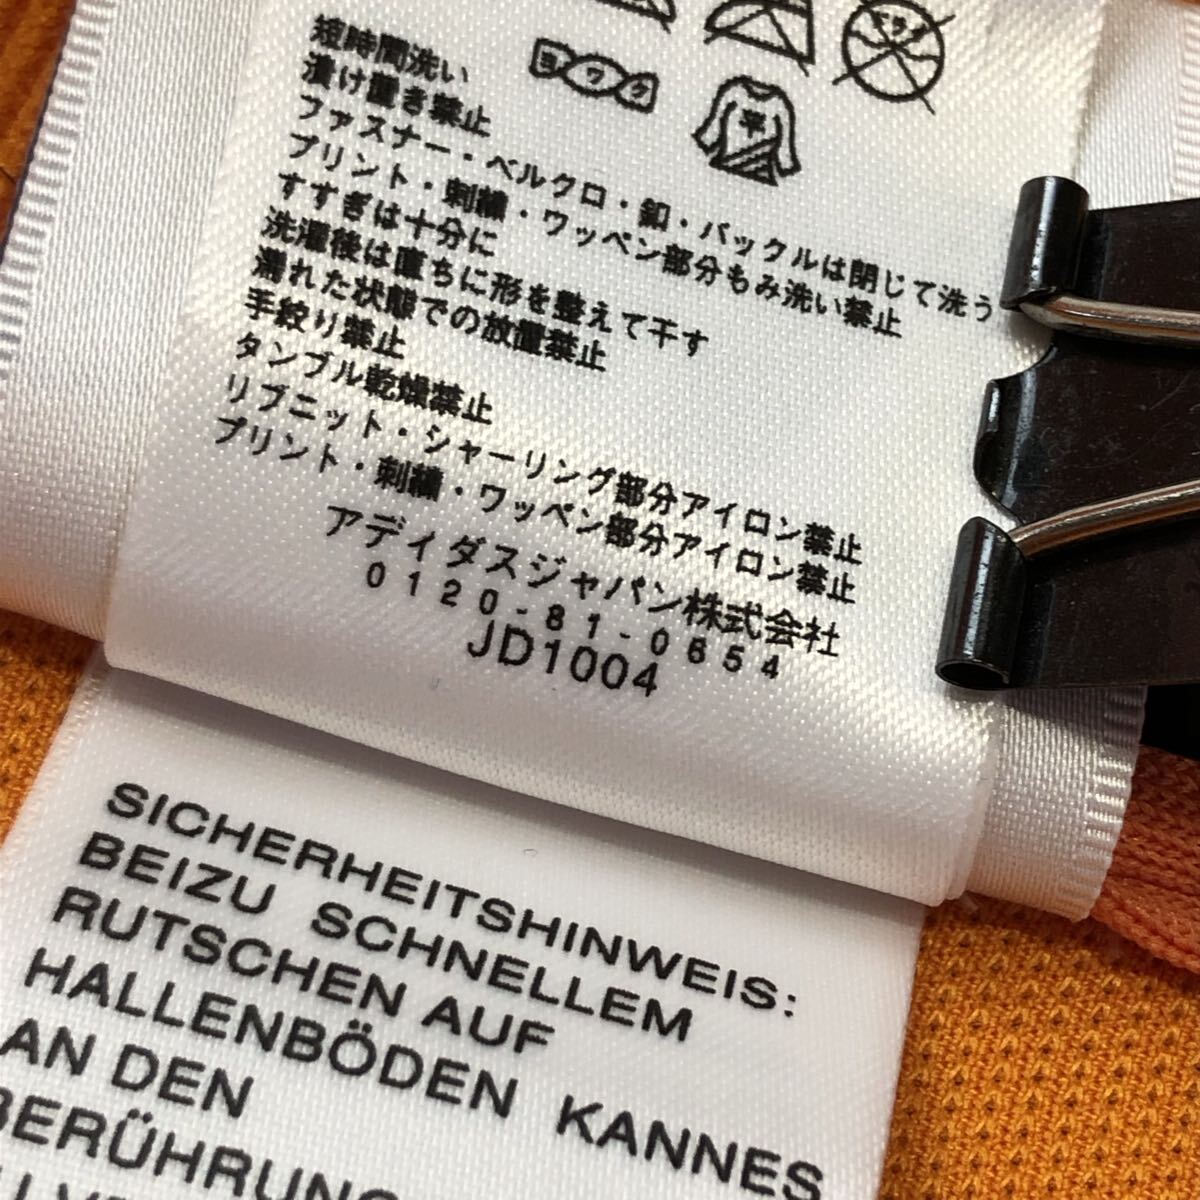 ドライ
ヨワク
平
短時間洗い
漬け置き禁止
ファスナー・ベルクロ・釦・バックルは閉じて洗う
プリント・刺繍・ワッペン部分もみ洗い禁止
すすぎは十分に
洗濯後は直ちに形を整えて干す
濡れた状態での放置禁止
手絞り禁止
タンブル乾燥禁止
リブニット・シャーリング部分アイロン禁止
プリント・刺繍・ワッペン部分アイロン禁止
アディダスジャパン株式会社
0120-81-0654
JD1004
SICHERHEITSHINWEIS:
BEIZU SCHNELLEM
RUTSCHEN AUF
HALLENBÖDEN KANNES
AN DEN